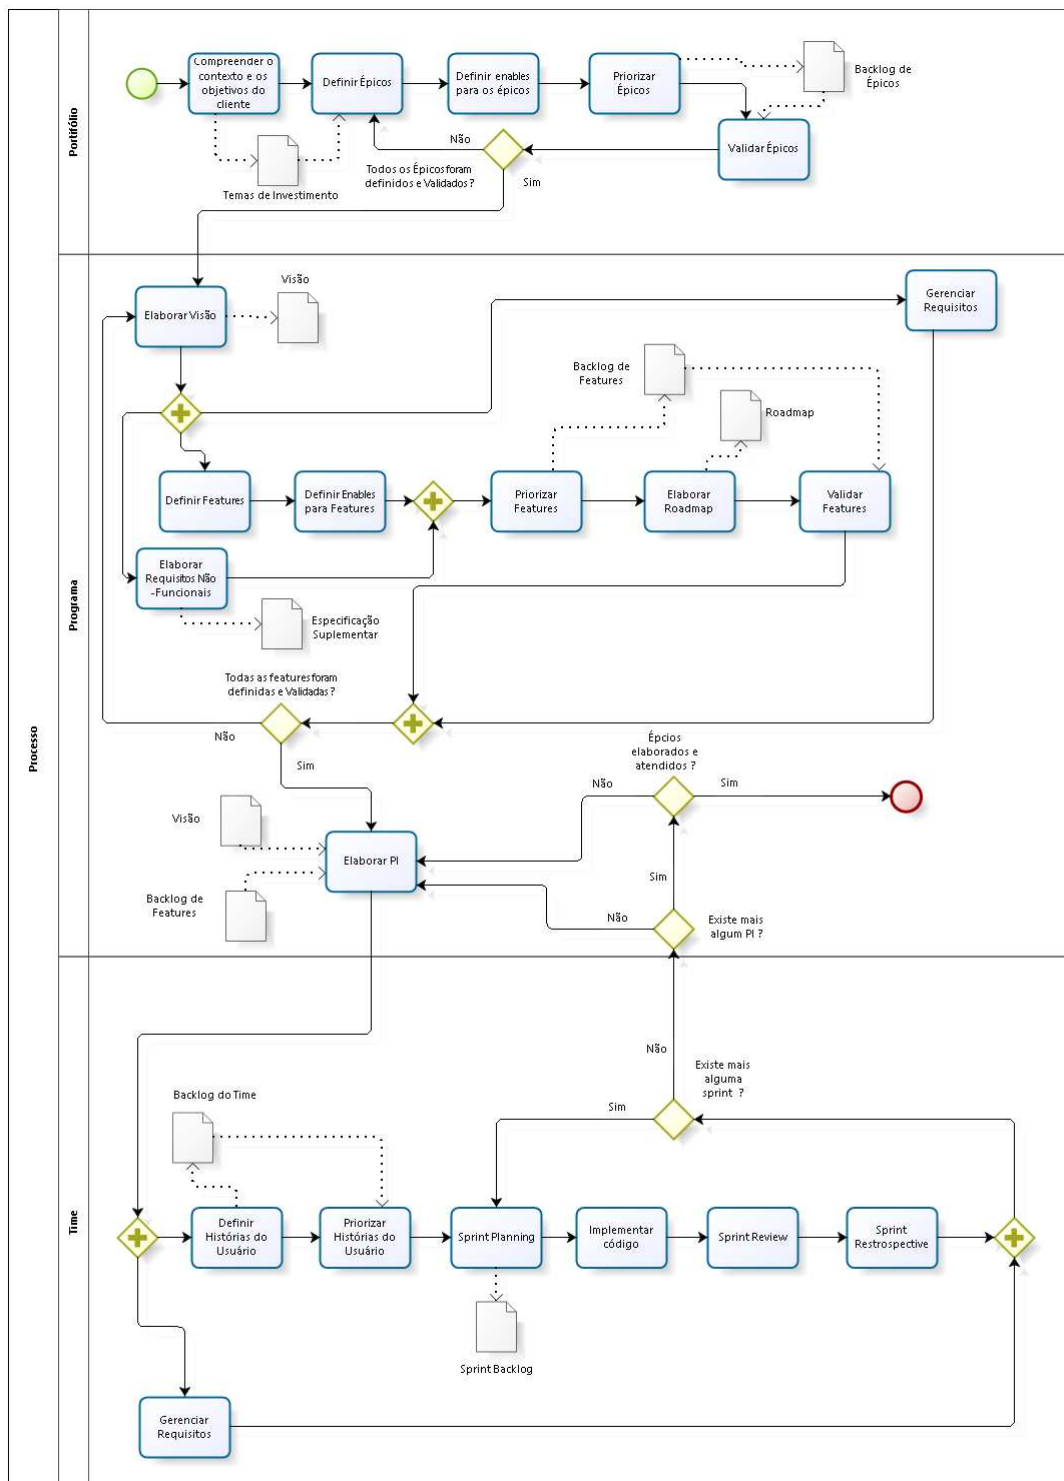 Processo
Portifólio
Compreender o
contexto e os
objetivos do
cliente
Definir Épicos
Definir enables
para os épicos
Priorizar
Épicos
Backlog de
Épicos
Validar Épicos
Não
Todos os Épicos foram
definidos e Validados ?
Sim
Temas de Investimento
Programa
Visão
Elaborar Visão
Gerenciar
Requisitos
Backlog de
Features
Roadmap
Definir Features
Definir Enables
para Features
Priorizar
Features
Elaborar
Roadmap
Validar
Features
Elaborar
Requisitos Não
-Funcionais
Especificação
Suplementar
Todas as features foram
definidas e Validadas ?
Não
Sim
Épcios
elaborados e
atendidos ?
Não
Sim
Visão
Elaborar PI
Backlog de
Features
Sim
Não
Existe mais
algum PI ?
Time
Não
Existe mais
alguma
sprint ?
Sim
Backlog do Time
Definir
Histórias do
Usuário
Priorizar
Histórias do
Usuário
Sprint Planning
Implementar
código
Sprint Review
Sprint
Restrospective
Sprint Backlog
Gerenciar
Requisitos